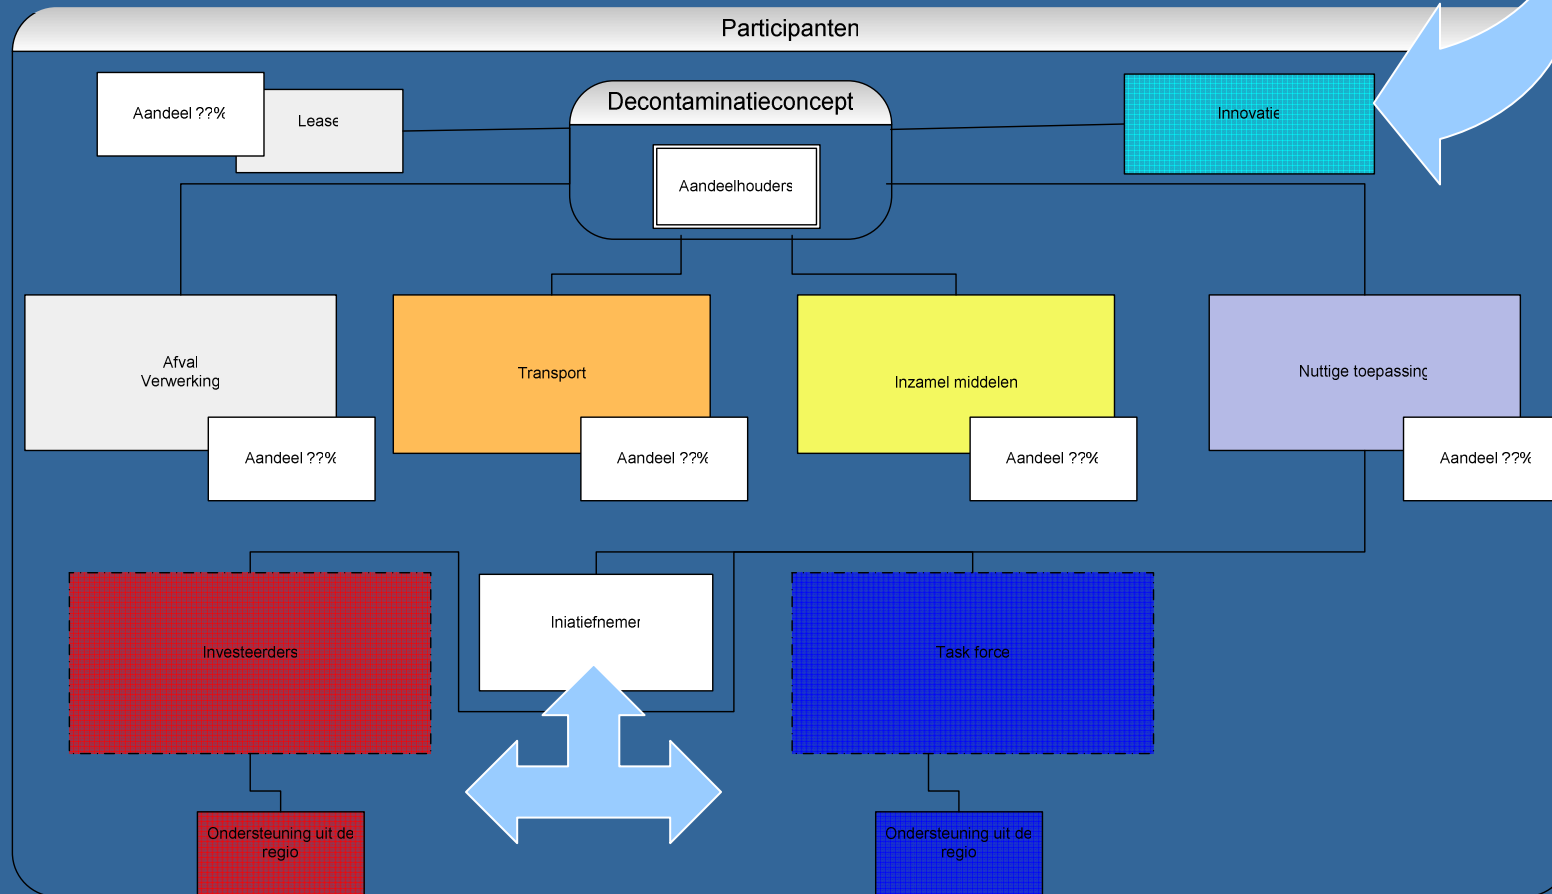 Participanten
Aandeel ??%
Lease
Decontaminatieconcept
Innovatie
Aandeelhouders
Afval
Verwerking
Transport
Inzamel middelen
Nuttige toepassing
Aandeel ??%
Aandeel ??%
Aandeel ??%
Aandeel ??%
Investeerders
Iniatiefnemer
Task force
Ondersteuning uit de
regio
Ondersteuning uit de
regio